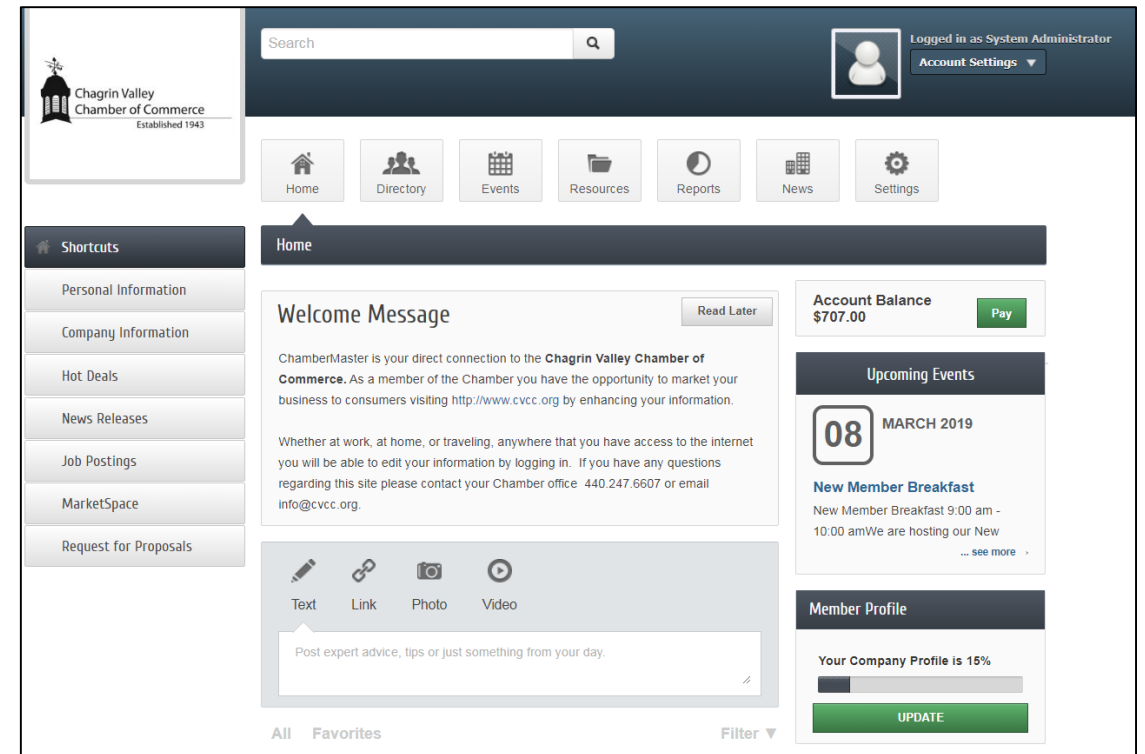 Chagrin Valley
Chamber of Commerce
Established 1943
Search
Logged in as System Administrator
Account Settings ▼
Home
Directory
Events
Resources
Reports
News
Settings
Shortcuts
Personal Information
Company Information
Hot Deals
News Releases
Job Postings
MarketSpace
Request for Proposals
Home
Welcome Message
Read Later
ChamberMaster is your direct connection to the Chagrin Valley Chamber of
Commerce. As a member of the Chamber you have the opportunity to market your
business to consumers visiting http://www.cvcc.org by enhancing your information.
Whether at work, at home, or traveling, anywhere that you have access to the internet
you will be able to edit your information by logging in. If you have any questions
regarding this site please contact your Chamber office 440.247.6607 or email
info@cvcc.org.
Text
Link
Photo
Video
Post expert advice, tips or just something from your day.
All Favorites
Filter ▼
Account Balance
$707.00
Pay
Upcoming Events
08
MARCH 2019
New Member Breakfast
New Member Breakfast 9:00 am -
10:00 amWe are hosting our New
... see more ›
Member Profile
Your Company Profile is 15%
UPDATE